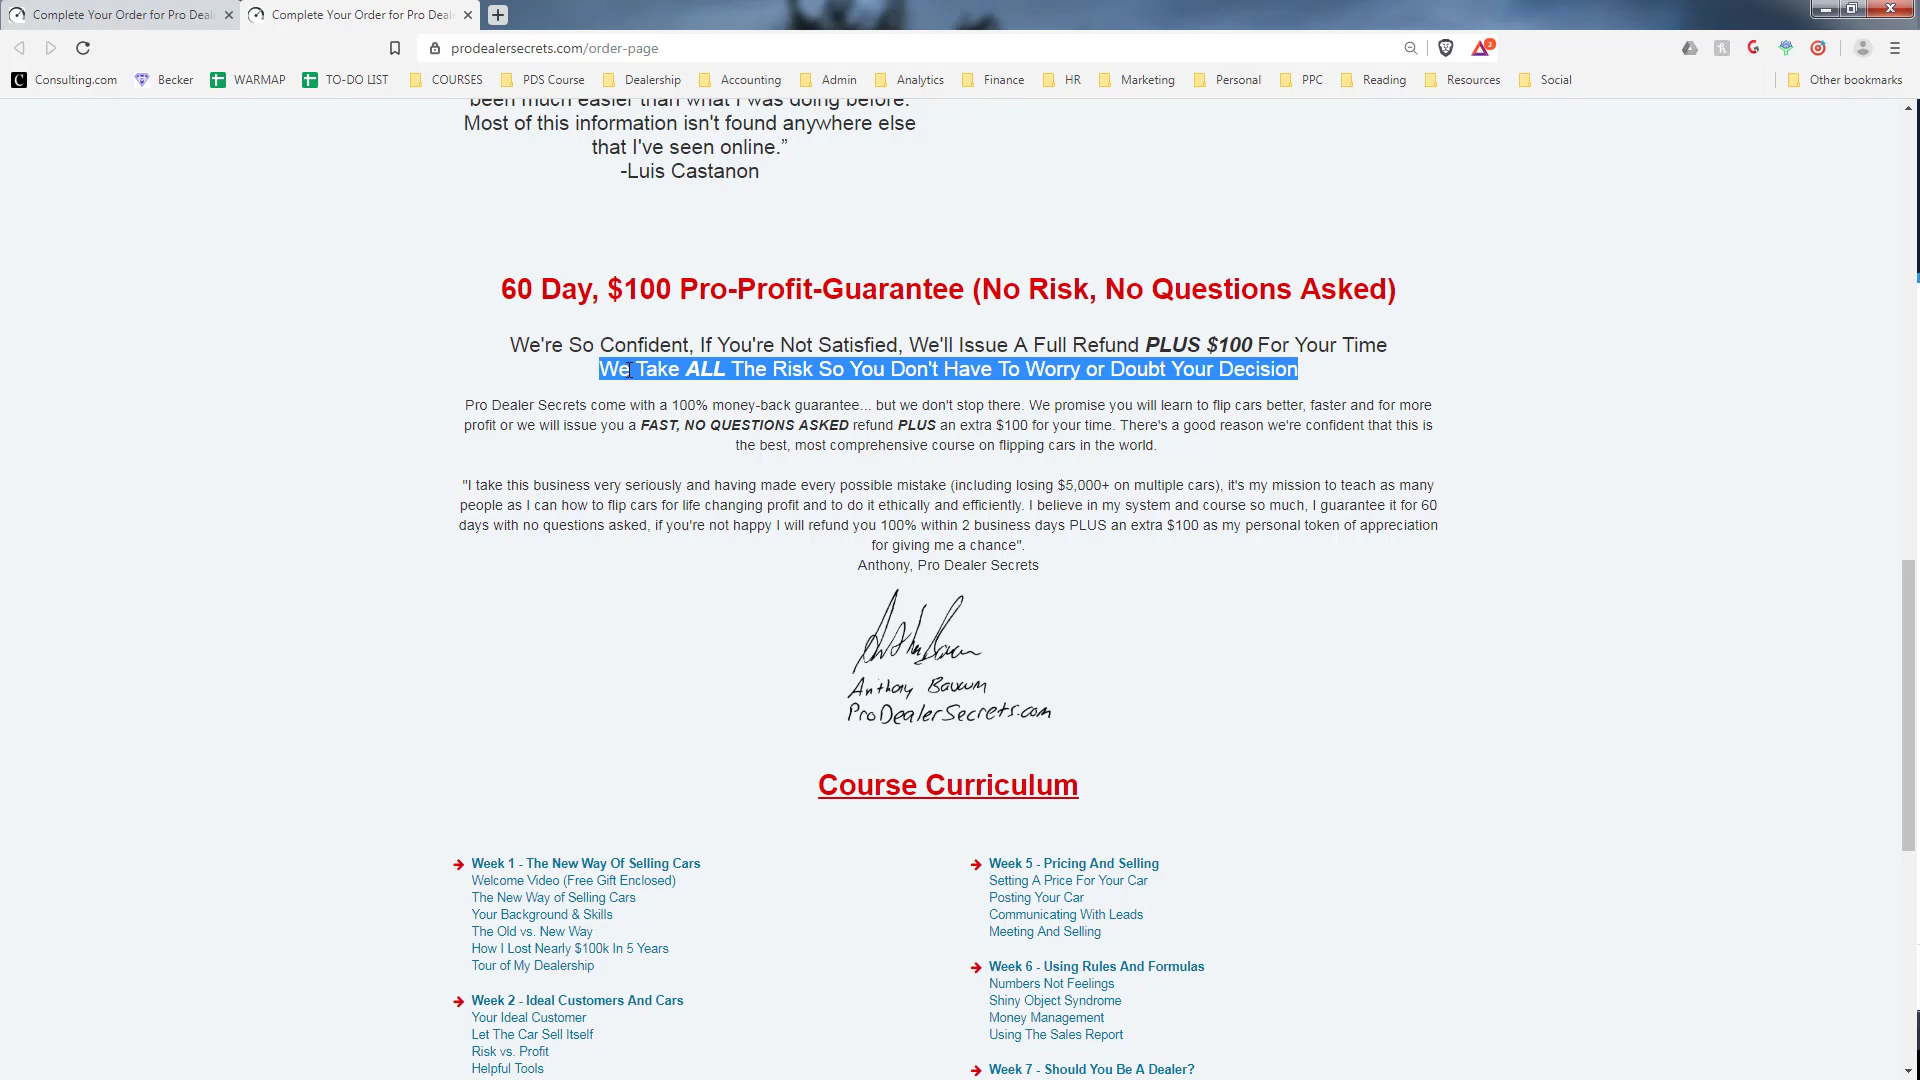 Complete Your Order for Pro Deal
Complete Your Order for Pro Deal
prodealersecrets.com/order-page
2
Consulting.com
Becker
WARMAP
TO-DO LIST
COURSES
PDS Course
Dealership
Accounting
Admin
Analytics
Finance
HR
Marketing
Personal
PPC
Reading
Resources
Social
Other bookmarks
been much easier than what I was doing before.
Most of this information isn't found anywhere else
that I've seen online.”
-Luis Castanon
60 Day, $100 Pro-Profit-Guarantee (No Risk, No Questions Asked)
We're So Confident, If You're Not Satisfied, We'll Issue A Full Refund PLUS $100 For Your Time
We Take ALL The Risk So You Don't Have To Worry or Doubt Your Decision
Pro Dealer Secrets come with a 100% money-back guarantee... but we don't stop there. We promise you will learn to flip cars better, faster and for more
profit or we will issue you a FAST, NO QUESTIONS ASKED refund PLUS an extra $100 for your time. There's a good reason we're confident that this is
the best, most comprehensive course on flipping cars in the world.
"I take this business very seriously and having made every possible mistake (including losing $5,000+ on multiple cars), it's my mission to teach as many
people as I can how to flip cars for life changing profit and to do it ethically and efficiently. I believe in my system and course so much, I guarantee it for 60
days with no questions asked, if you're not happy I will refund you 100% within 2 business days PLUS an extra $100 as my personal token of appreciation
for giving me a chance".
Anthony, Pro Dealer Secrets
Anthony
ProDealerSecrets.com
Course Curriculum
Week 1 - The New Way Of Selling Cars
Welcome Video (Free Gift Enclosed)
The New Way of Selling Cars
Your Background & Skills
The Old vs. New Way
How I Lost Nearly $100k In 5 Years
Tour of My Dealership
Week 2 - Ideal Customers And Cars
Your Ideal Customer
Let The Car Sell Itself
Risk vs. Profit
Helpful Tools
Week 5 - Pricing And Selling
Setting A Price For Your Car
Posting Your Car
Communicating With Leads
Meeting And Selling
Week 6 - Using Rules And Formulas
Numbers Not Feelings
Shiny Object Syndrome
Money Management
Using The Sales Report
Week 7 - Should You Be A Dealer?